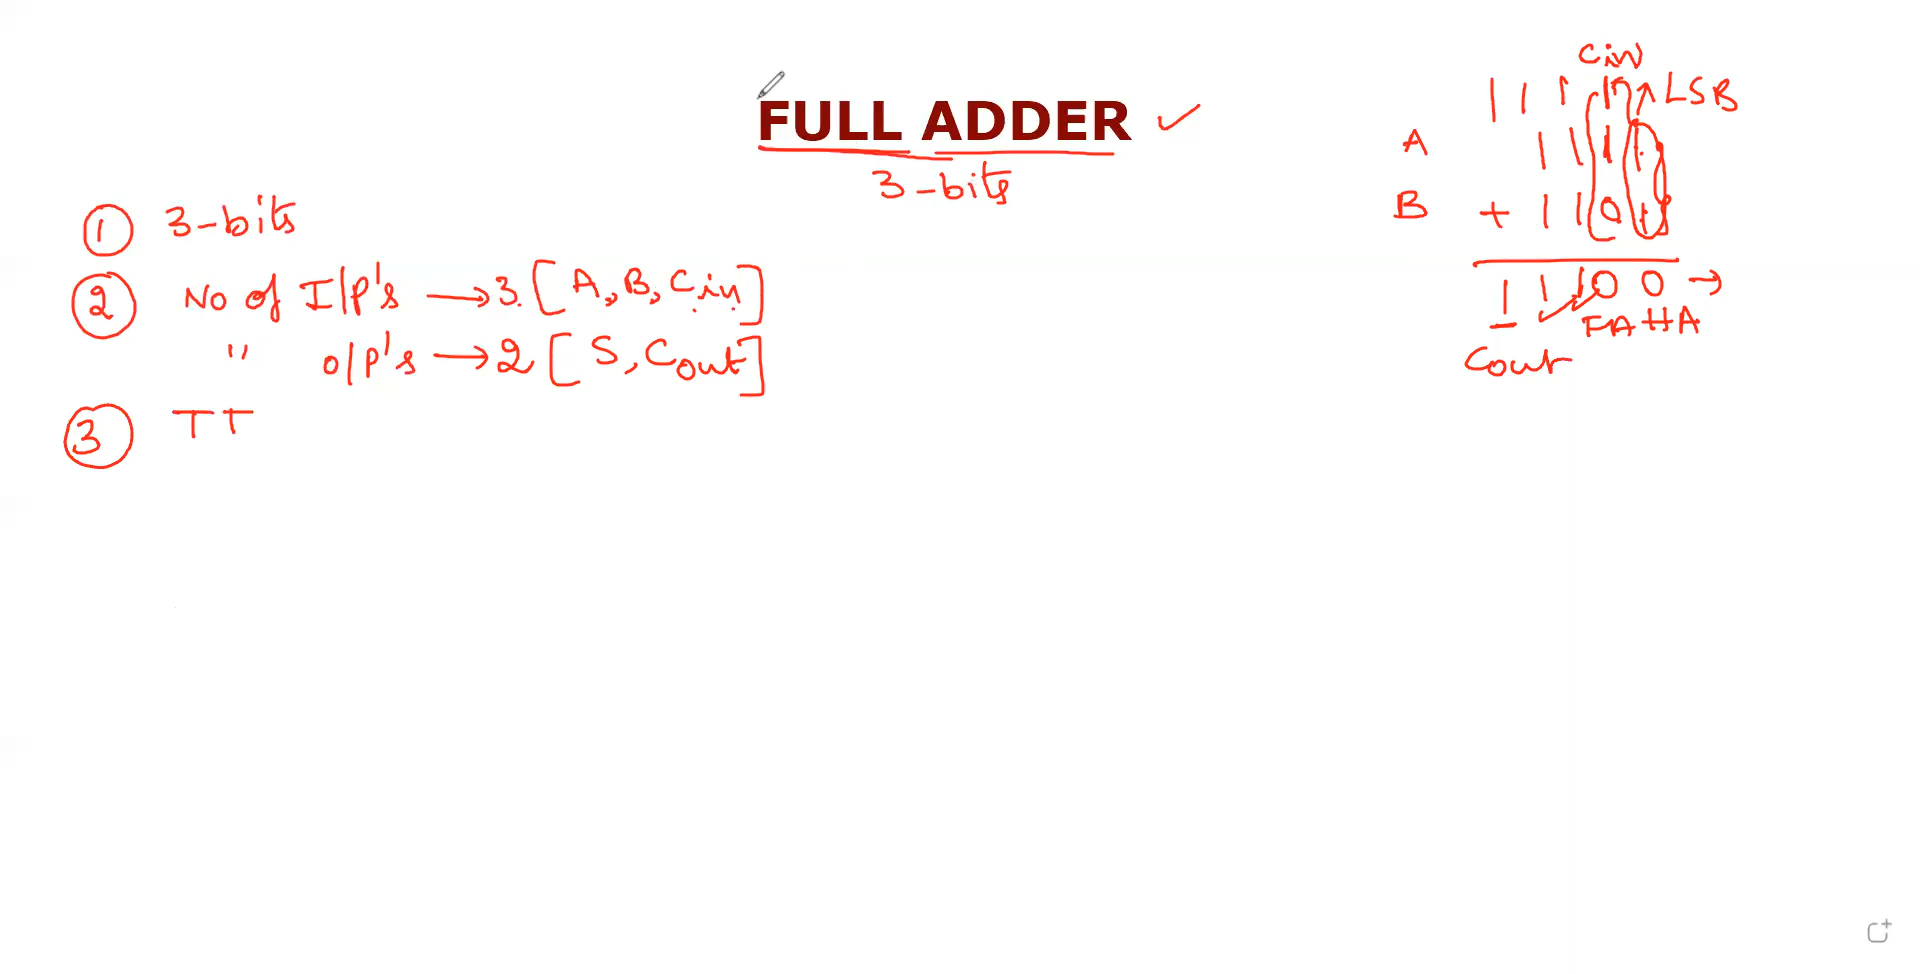 FULL ADDER
3-bits
① 3-bits
② No of I/P's → 3. [A, B, Cin]
" O/P's → 2 [S, Cout]
③ TT
Cin
1 1 1 1 LSB
A 1 1 1 1
B + 1 1 0 1
1 1 1 0 0 →
FA HA
Cout